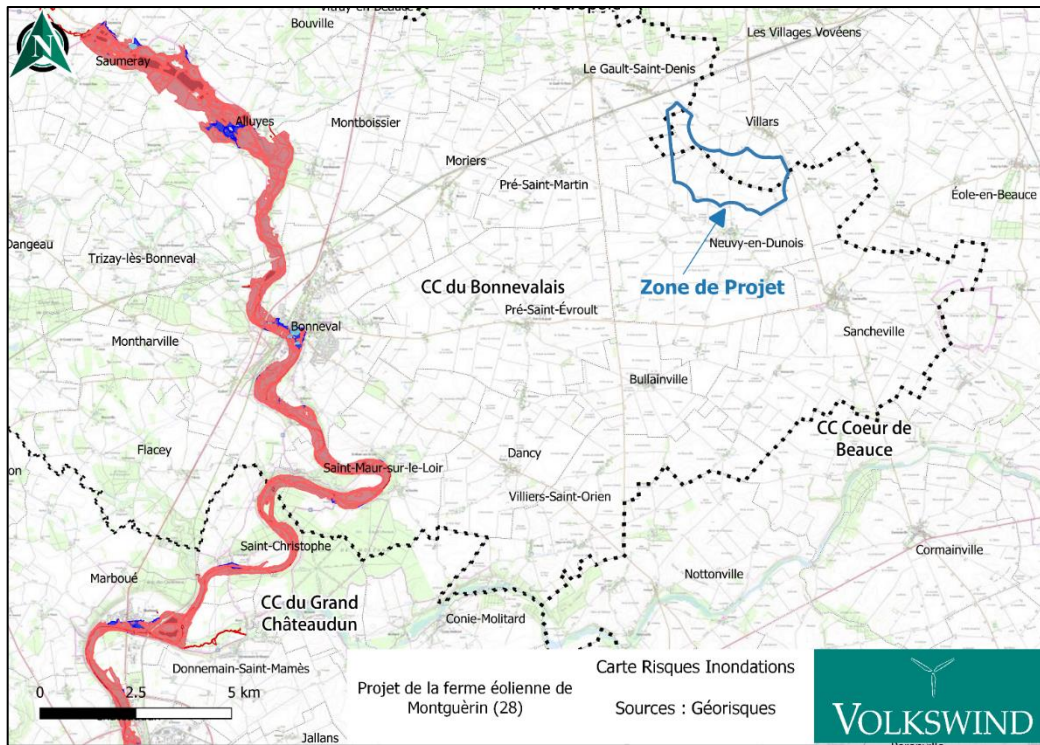 N
Bouville
Les Villages Vovéens
Saumeray
Le Gault-Saint-Denis
Alluyes
Montboissier
Villars
Moriers
Pré-Saint-Martin
Éole-en-Beauce
Dangeau
Neuvy-en-Dunois
Trizay-lès-Bonneval
CC du Bonnevalais
Zone de Projet
Pré-Saint-Évroult
Bonneval
Sancheville
Montharville
Bullainville
CC Coeur de
Beauce
Flacey
Dancy
Saint-Maur-sur-le-Loir
Villiers-Saint-Orien
Saint-Christophe
Cormainville
Marboué
Nottonville
CC du Grand
Châteaudun
Conie-Molitard
Donnemain-Saint-Mamès
0 2.5 5 km
Jallans
Projet de la ferme éolienne de
Montguèrin (28)
Carte Risques Inondations
Sources : Géorisques
VOLKSWIND